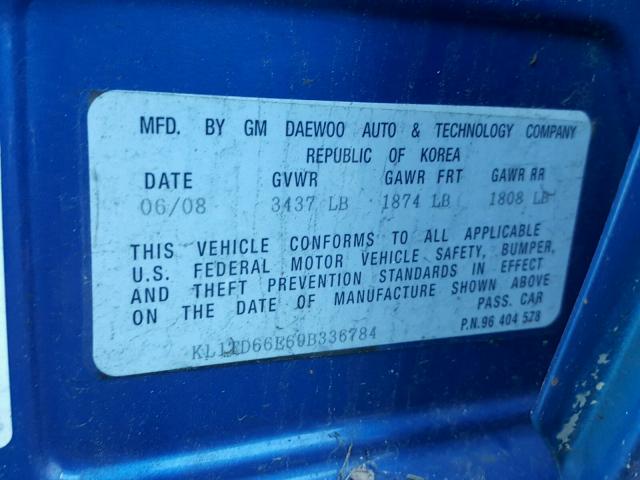 MFD. BY GM DAEWOO AUTO & TECHNOLOGY COMPANY
REPUBLIC OF KOREA
DATE GVWR GAWR FRT GAWR RR
06/08 3437 LB 1874 LB 1808 LB
THIS VEHICLE CONFORMS TO ALL APPLICABLE
U.S. FEDERAL MOTOR VEHICLE SAFETY, BUMPER,
AND THEFT PREVENTION STANDARDS IN EFFECT
ON THE DATE OF MANUFACTURE SHOWN ABOVE
PASS. CAR
P.N.96 404 528
KL1TD66E69B336784